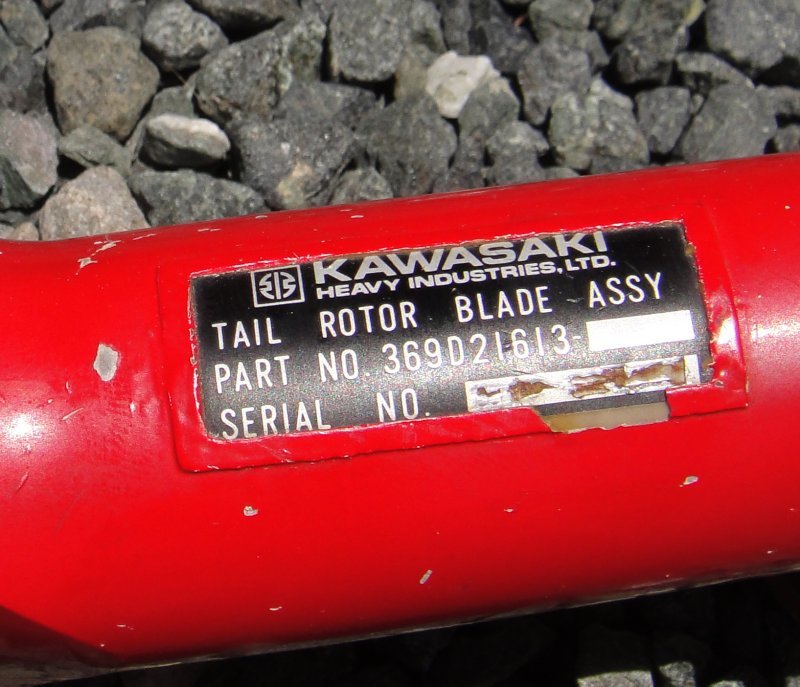 KAWASAKI
HEAVY INDUSTRIES, LTD.
TAIL ROTOR BLADE ASSY
PART NO. 369D21613-
SERIAL NO.